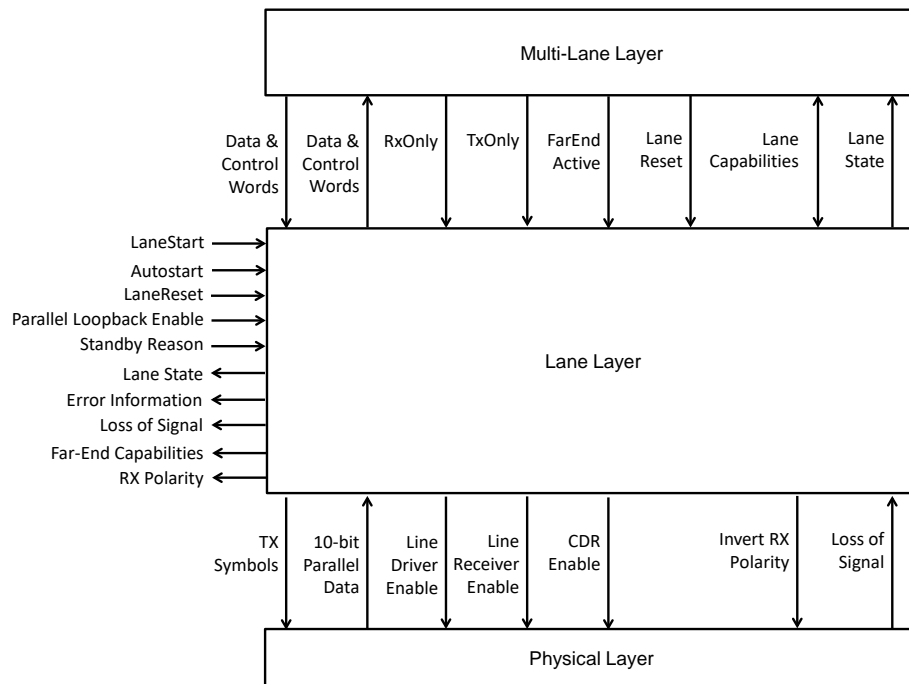 Multi-Lane Layer
Data &
Control
Words
Data &
Control
Words
RxOnly
TxOnly
FarEnd
Active
Lane
Reset
Lane
Capabilities
Lane
State
LaneStart
Autostart
LaneReset
Parallel Loopback Enable
Standby Reason
Lane State
Error Information
Loss of Signal
Far-End Capabilities
RX Polarity
Lane Layer
TX
Symbols
10-bit
Parallel
Data
Line
Driver
Enable
Line
Receiver
Enable
CDR
Enable
Invert RX
Polarity
Loss of
Signal
Physical Layer